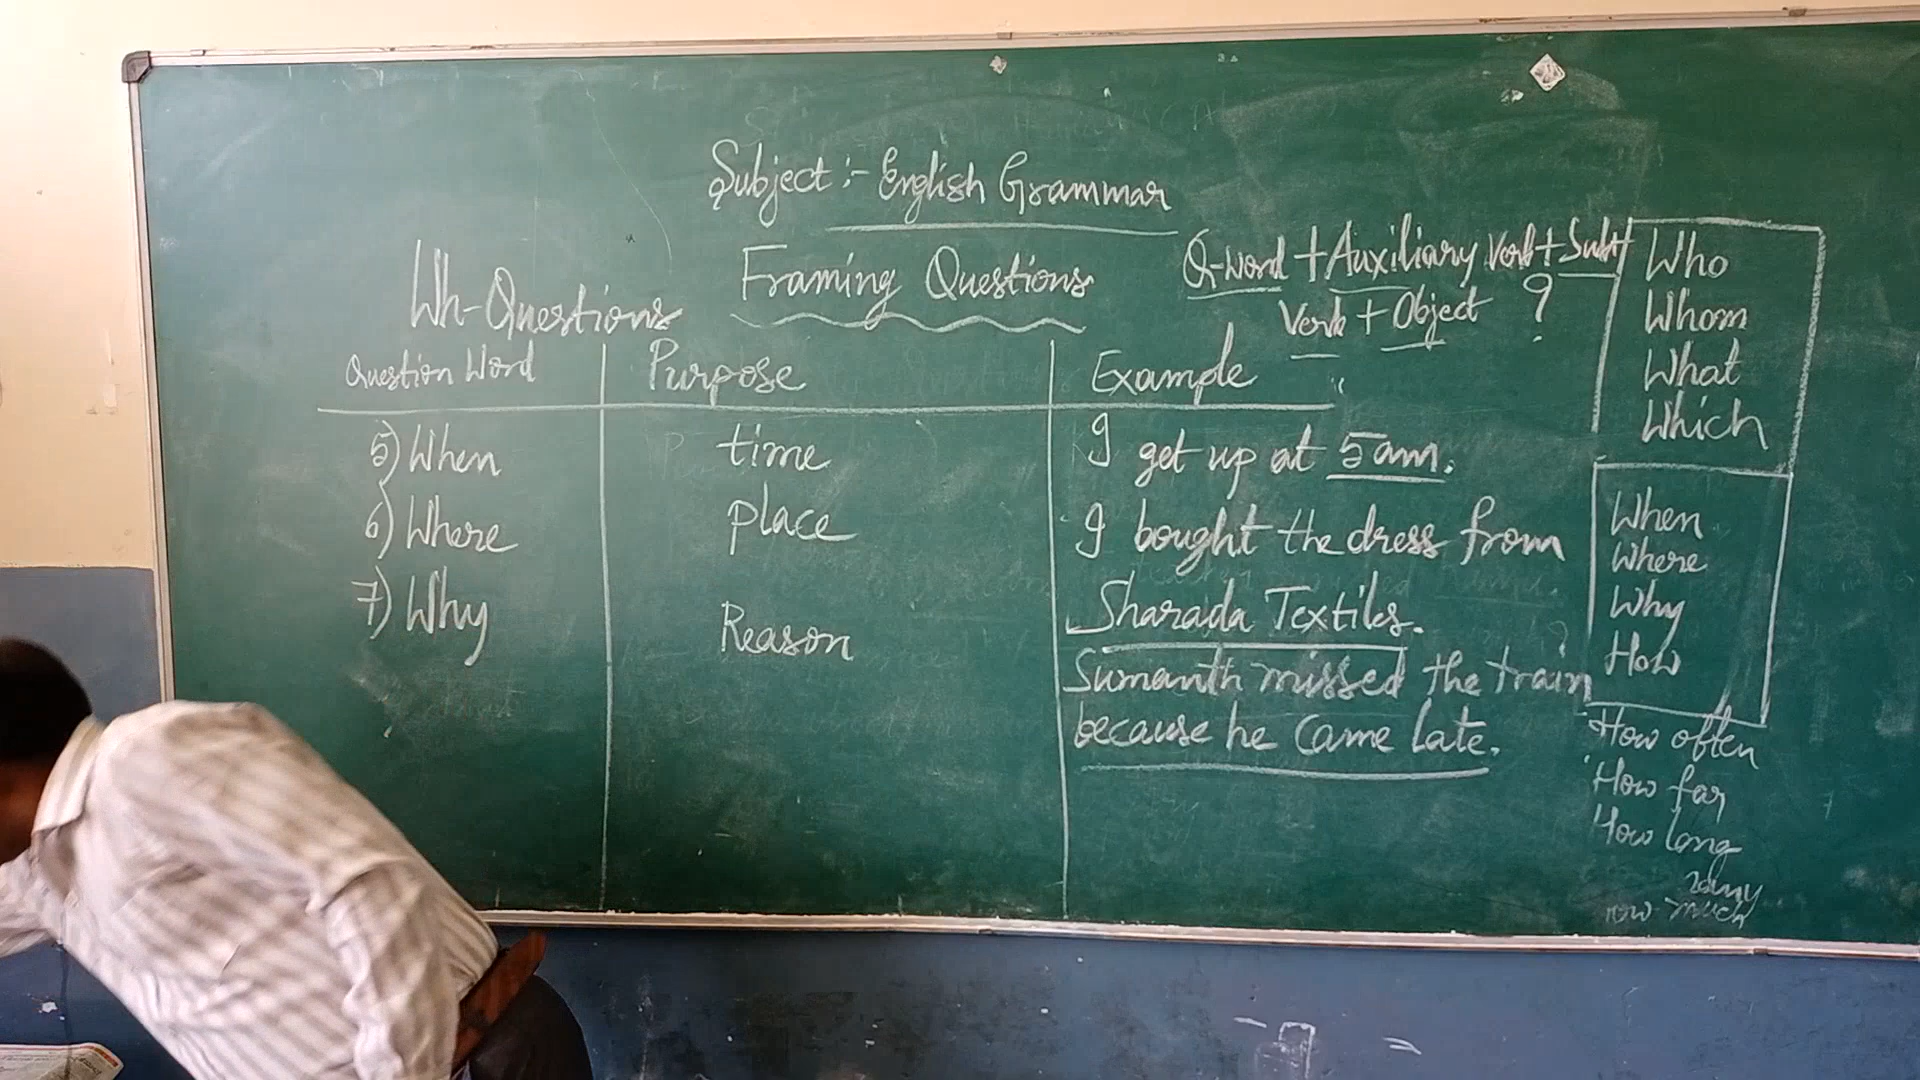 Subject :- English Grammar
Framing Questions
Wh-Questions
Q-word + Auxiliary Verb + Subt
Verb + Object ?
Question Word Purpose Example
5) When time I get up at 5am.
6) Where place I bought the dress from
Sharada Textiles.
7) Why Reason Sumanth missed the train
because he came late.
Who
Whom
What
Which
When
Where
Why
How
How often
How far
How long
many
How much